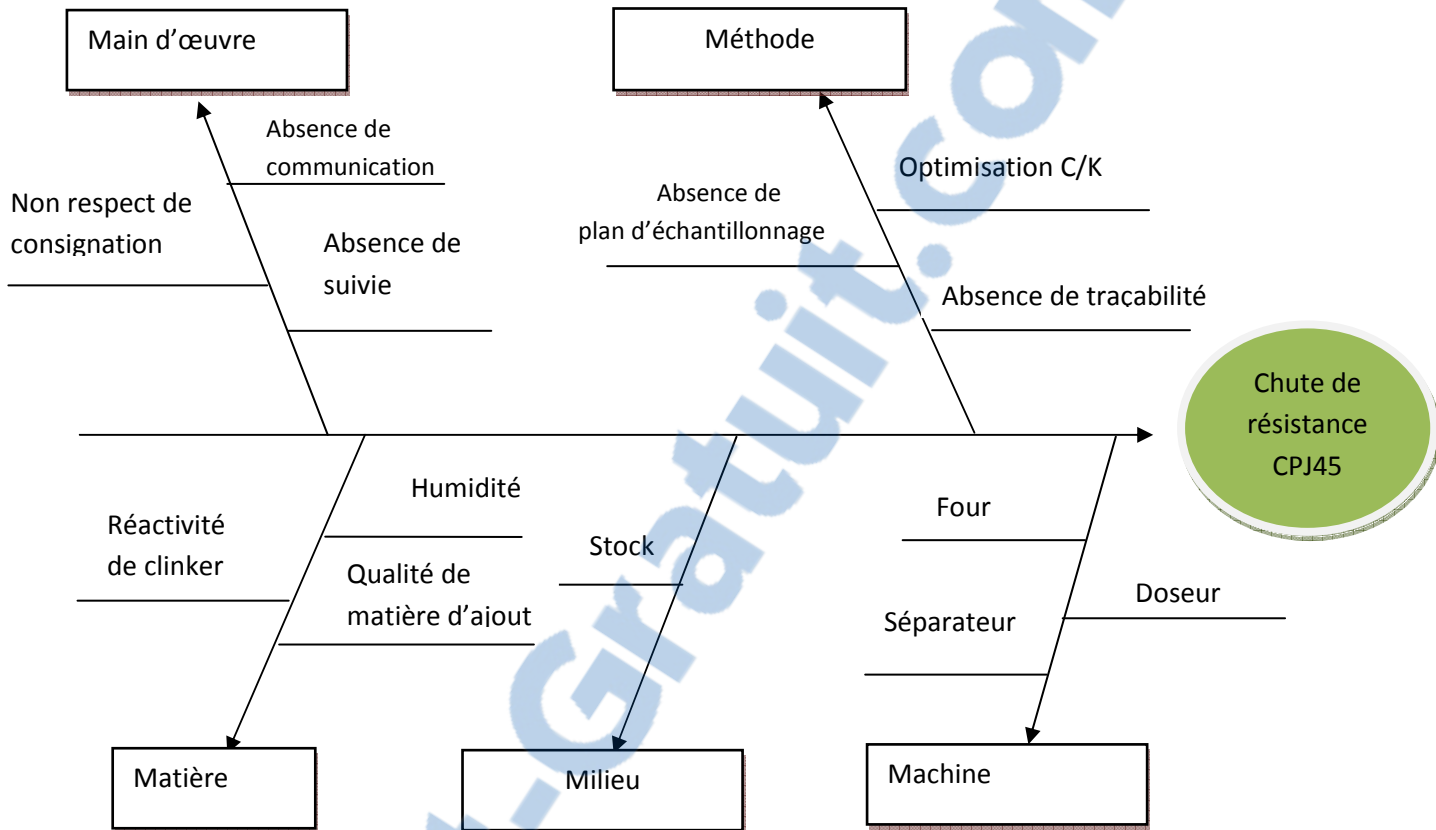 Main d’œuvre
Méthode
Absence de
communication
Non respect de
consignation
Absence de
suivie
Absence de
plan d’échantillonnage
Optimisation C/K
Absence de traçabilité
Chute de
résistance
CPJ45
Humidité
Réactivité
de clinker
Qualité de
matière d’ajout
Stock
Four
Séparateur
Doseur
Matière
Milieu
Machine
-Gratuit.com